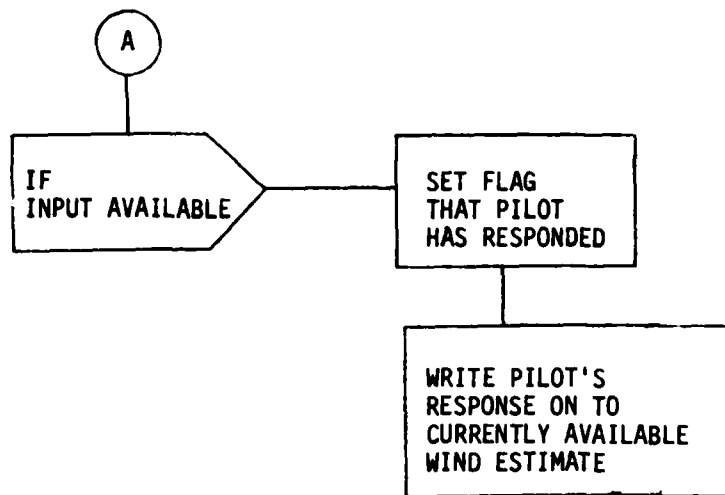 A
IF
INPUT AVAILABLE
SET FLAG
THAT PILOT
HAS RESPONDED
WRITE PILOT'S
RESPONSE ON TO
CURRENTLY AVAILABLE
WIND ESTIMATE